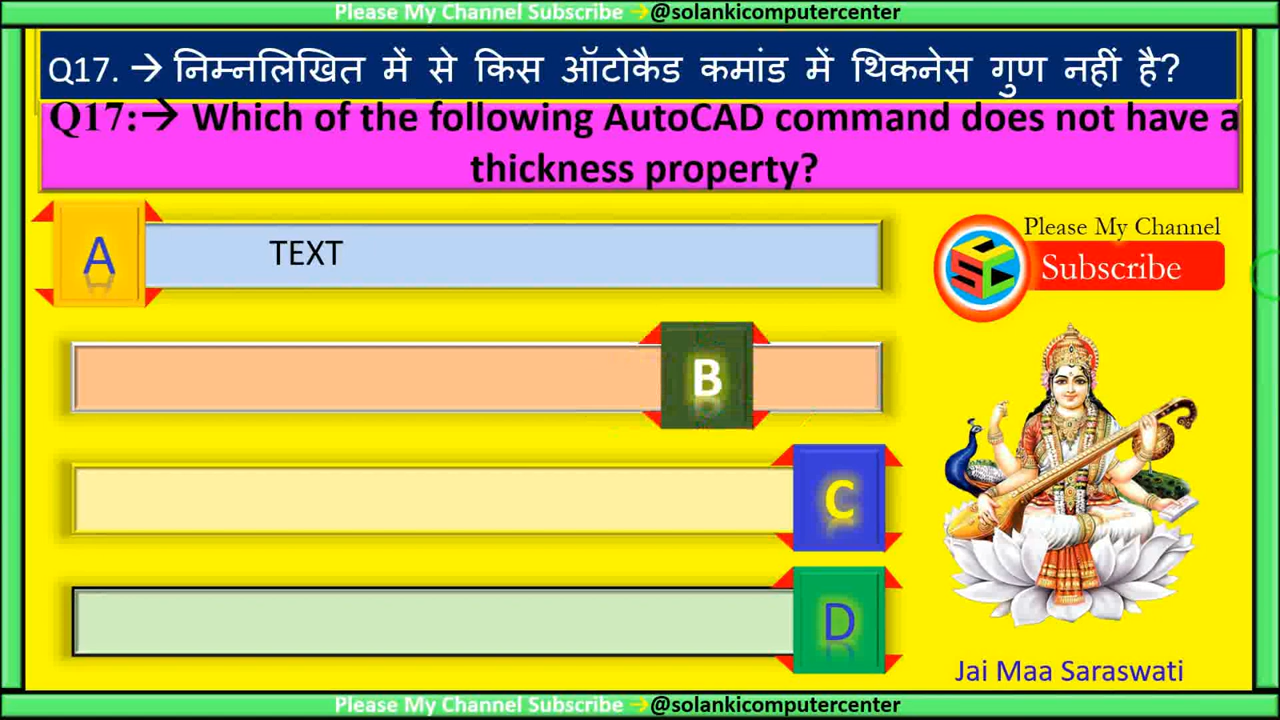 Please My Channel Subscribe →@solankicomputercenter
Q17. → निम्नलिखित में से किस ऑटोकैड कमांड में थिकनेस गुण नहीं है?
Q17:→ Which of the following AutoCAD command does not have a
thickness property?
A TEXT
B
C
D
Please My Channel
Subscribe
SCC
Jai Maa Saraswati
Please My Channel Subscribe →@solankicomputercenter